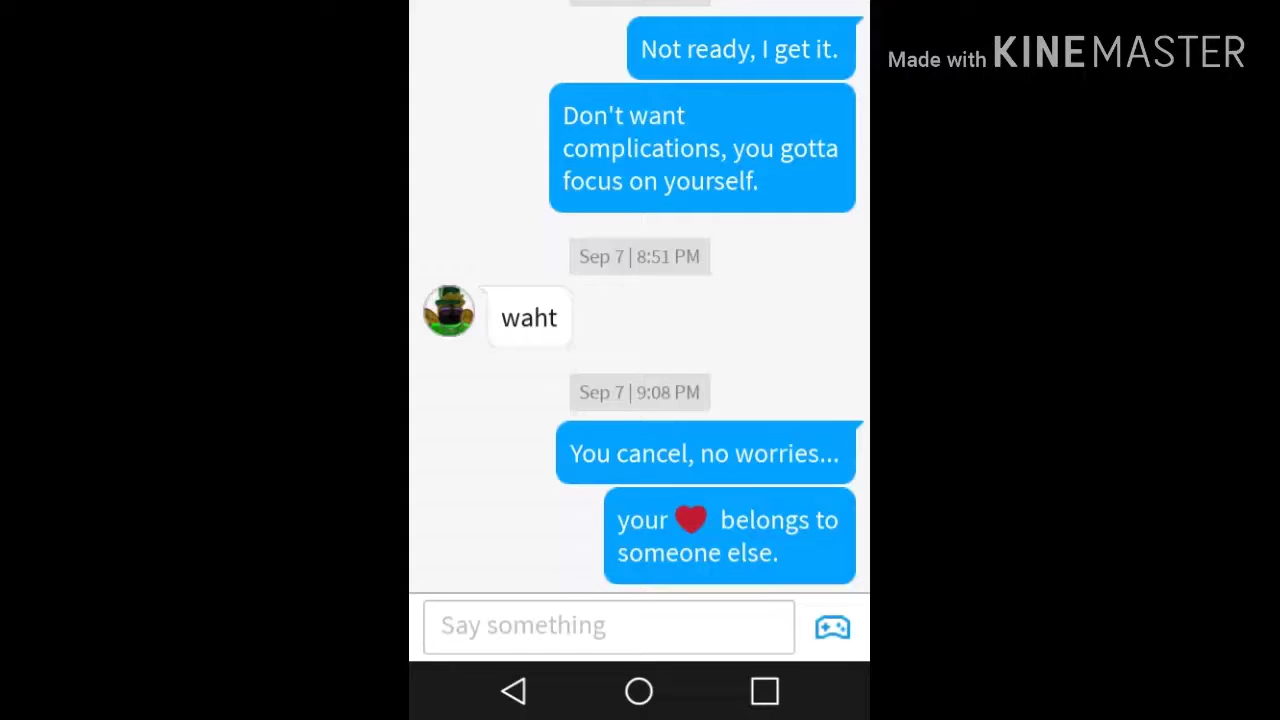 Made with KINEMASTER
Not ready, I get it.
Don't want
complications, you gotta
focus on yourself.
Sep 7 | 8:51 PM
waht
Sep 7 | 9:08 PM
You cancel, no worries...
your ❤ belongs to
someone else.
Say something